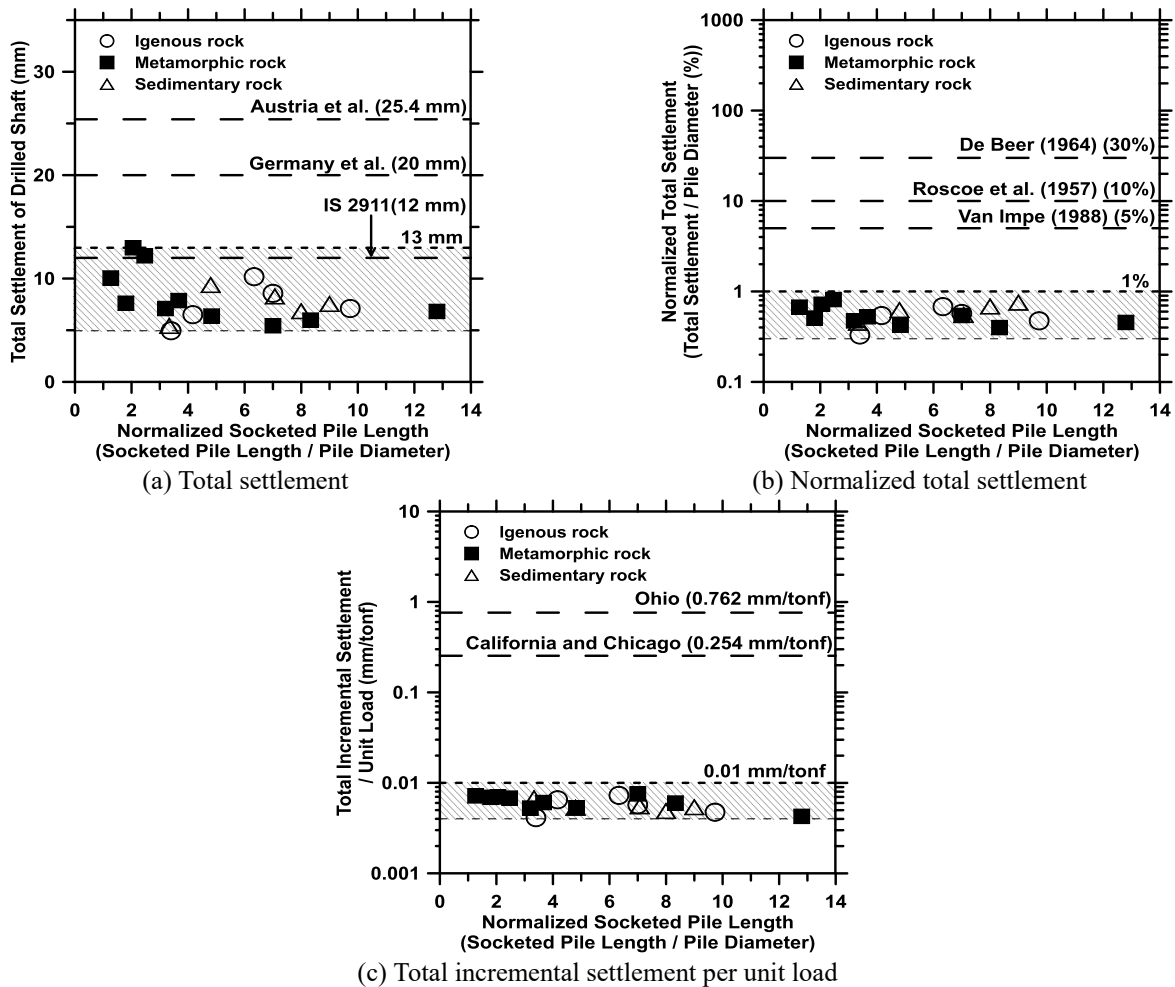 Total Settlement of Drilled Shaft (mm)
30
20
10
0
Igenous rock
Metamorphic rock
Sedimentary rock
Austria et al. (25.4 mm)
Germany et al. (20 mm)
IS 2911(12 mm)
13 mm
0 2 4 6 8 10 12 14
Normalized Socketed Pile Length
(Socketed Pile Length / Pile Diameter)
(a) Total settlement
Normalized Total Settlement
(Total Settlement / Pile Diameter (%))
1000
100
10
1
0.1
Igenous rock
Metamorphic rock
Sedimentary rock
De Beer (1964) (30%)
Roscoe et al. (1957) (10%)
Van Impe (1988) (5%)
1%
0 2 4 6 8 10 12 14
Normalized Socketed Pile Length
(Socketed Pile Length / Pile Diameter)
(b) Normalized total settlement
Total Incremental Settlement
/ Unit Load (mm/tonf)
10
1
0.1
0.01
0.001
Igenous rock
Metamorphic rock
Sedimentary rock
Ohio (0.762 mm/tonf)
California and Chicago (0.254 mm/tonf)
0.01 mm/tonf
0 2 4 6 8 10 12 14
Normalized Socketed Pile Length
(Socketed Pile Length / Pile Diameter)
(c) Total incremental settlement per unit load